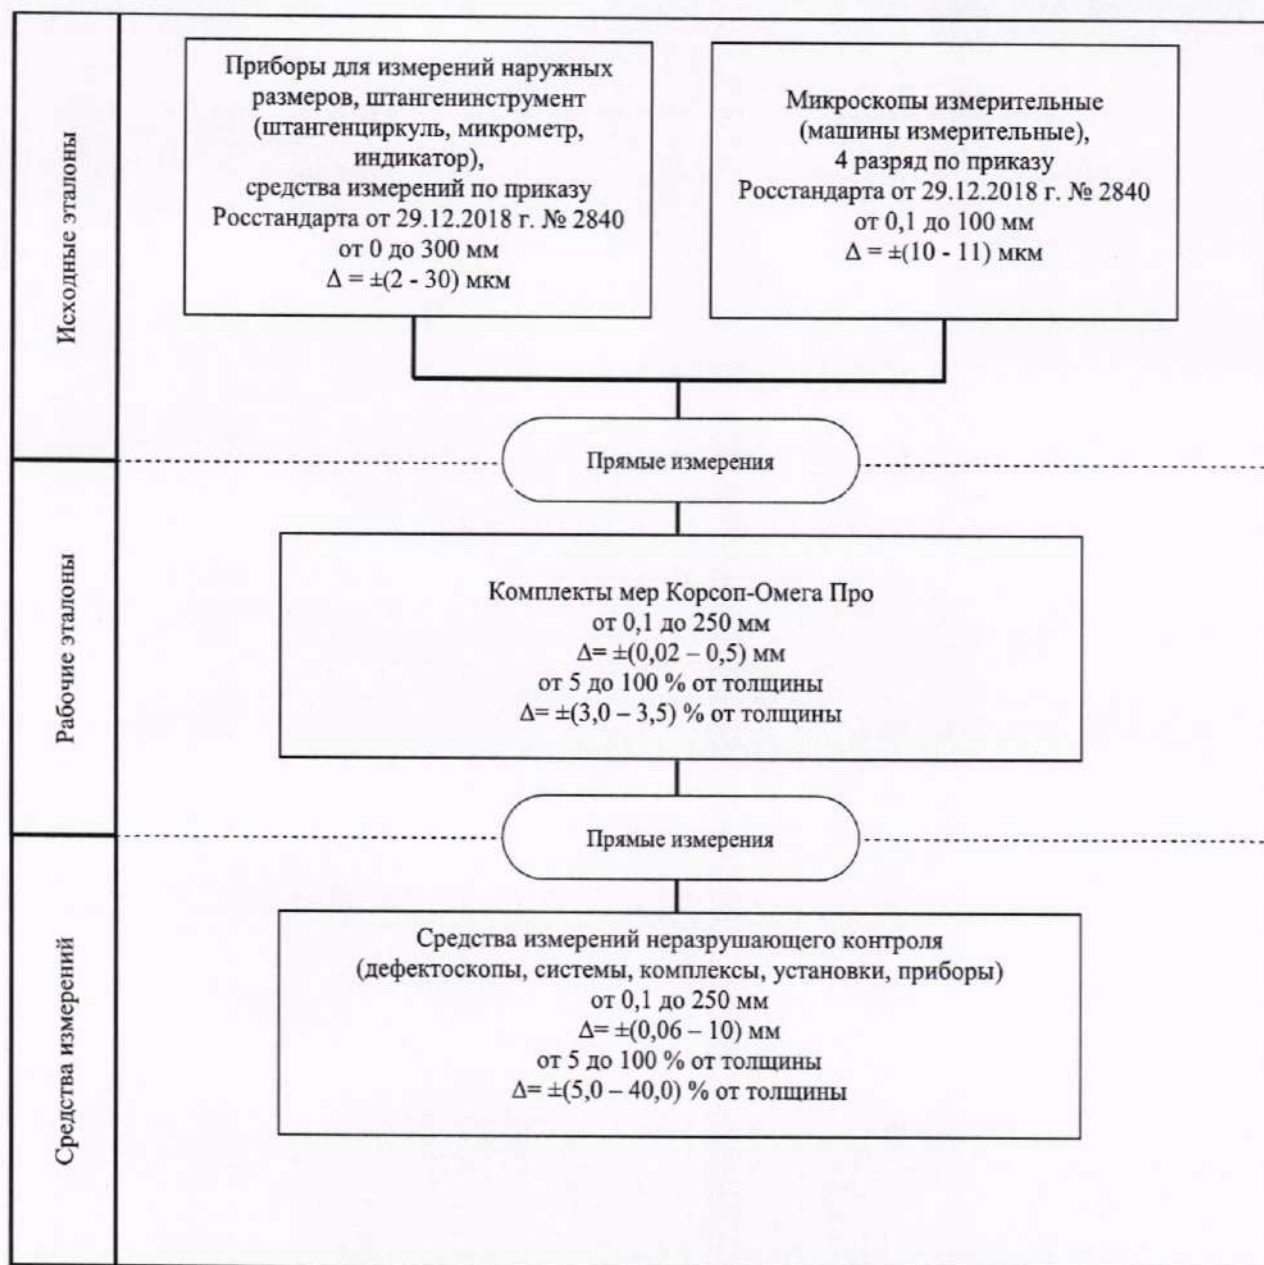 Исходные эталоны
Приборы для измерений наружных
размеров, штангенинструмент
(штангенциркуль, микрометр,
индикатор),
средства измерений по приказу
Росстандарта от 29.12.2018 г. № 2840
от 0 до 300 мм
Δ = ±(2 - 30) мкм
Микроскопы измерительные
(машины измерительные),
4 разряд по приказу
Росстандарта от 29.12.2018 г. № 2840
от 0,1 до 100 мм
Δ = ±(10 - 11) мкм
Прямые измерения
Рабочие эталоны
Комплекты мер Корсоп-Омега Про
от 0,1 до 250 мм
Δ= ±(0,02 – 0,5) мм
от 5 до 100 % от толщины
Δ= ±(3,0 – 3,5) % от толщины
Прямые измерения
Средства измерений
Средства измерений неразрушающего контроля
(дефектоскопы, системы, комплексы, установки, приборы)
от 0,1 до 250 мм
Δ= ±(0,06 – 10) мм
от 5 до 100 % от толщины
Δ= ±(5,0 – 40,0) % от толщины